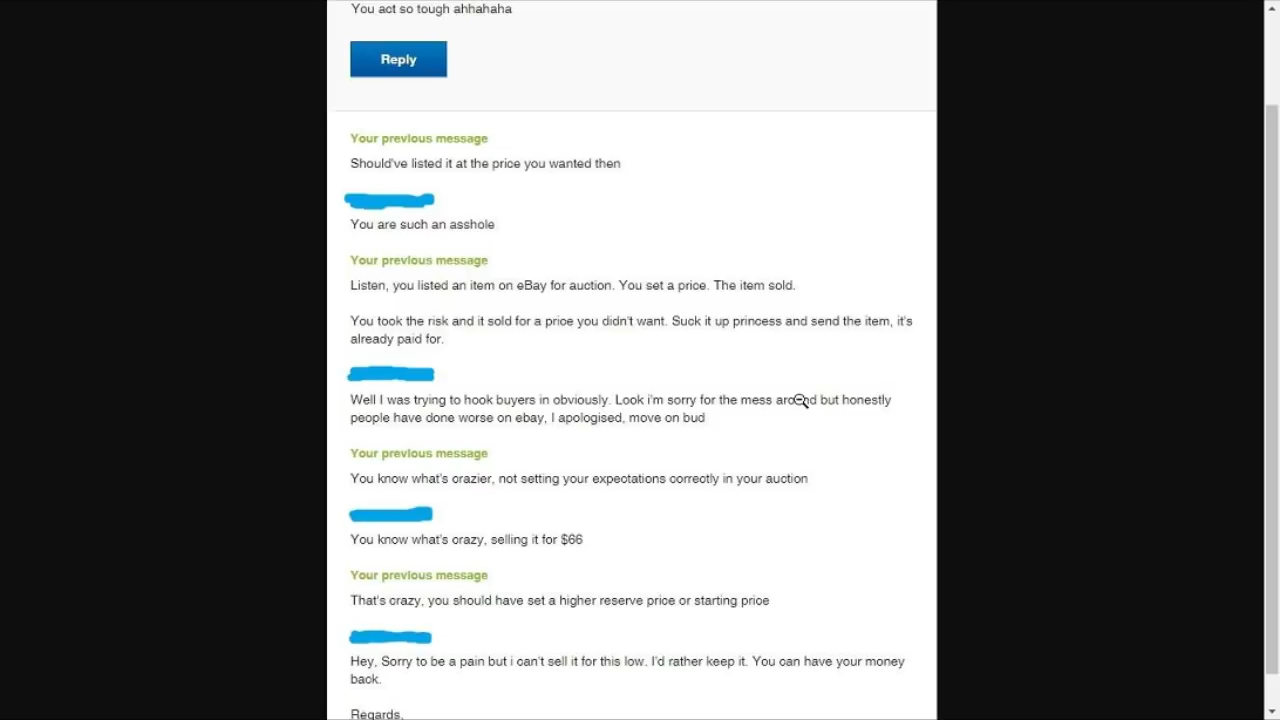 You act so tough ahhahaha
Reply
Your previous message
Should've listed it at the price you wanted then
You are such an asshole
Your previous message
Listen, you listed an item on eBay for auction. You set a price. The item sold.
You took the risk and it sold for a price you didn't want. Suck it up princess and send the item, it's
already paid for.
Well I was trying to hook buyers in obviously. Look i'm sorry for the mess around but honestly
people have done worse on ebay, I apologised, move on bud
Your previous message
You know what's crazier, not setting your expectations correctly in your auction
You know what's crazy, selling it for $66
Your previous message
That's crazy, you should have set a higher reserve price or starting price
Hey, Sorry to be a pain but i can't sell it for this low. I'd rather keep it. You can have your money
back.
Regards,